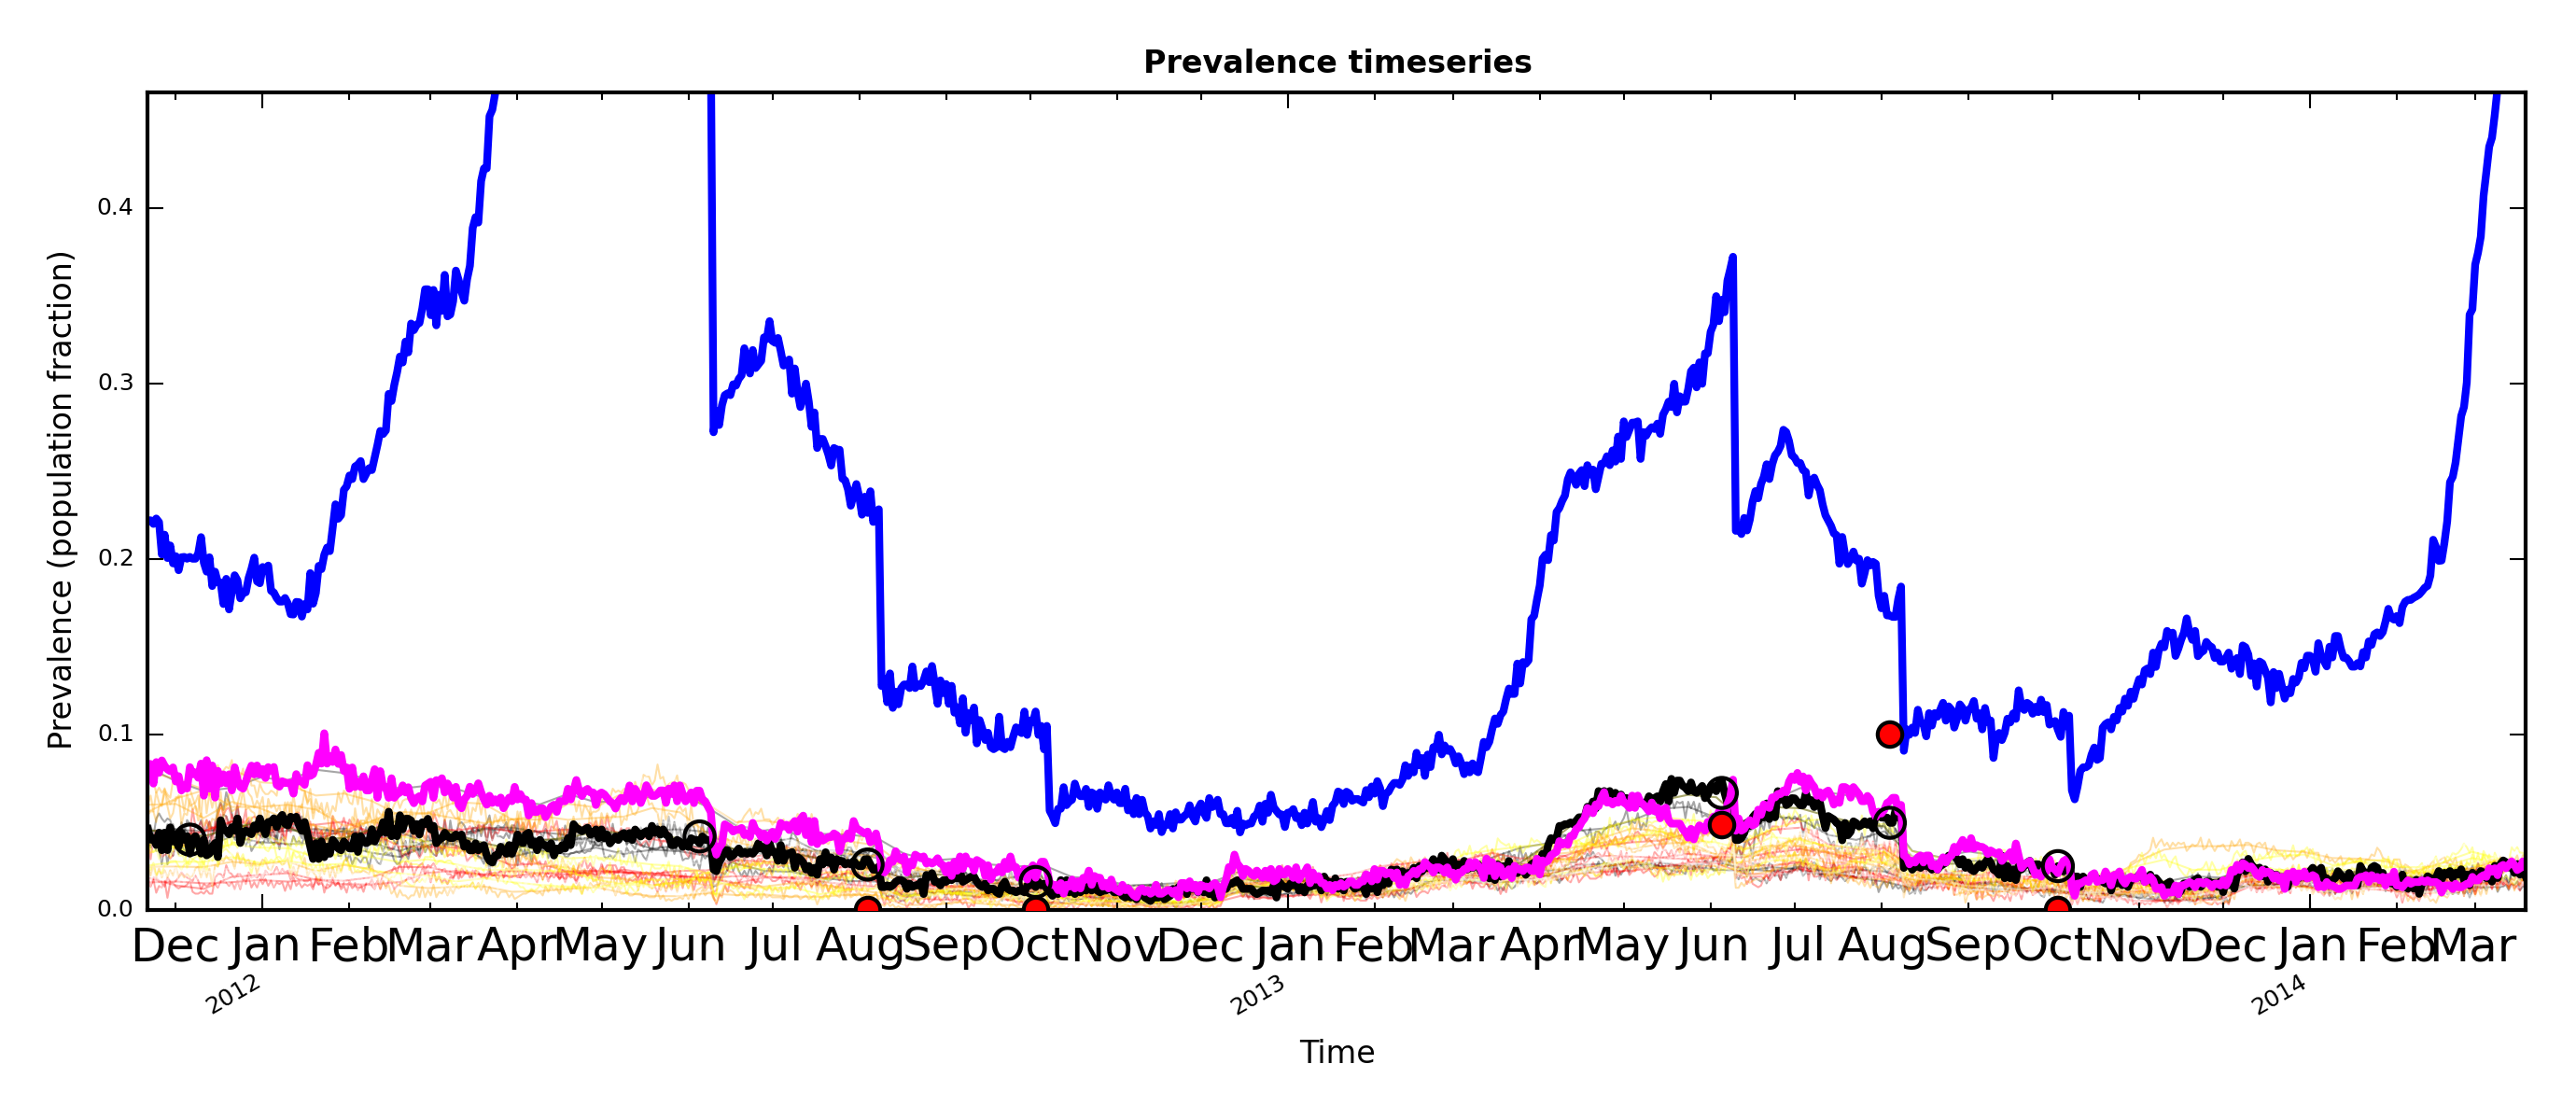 Prevalence timeseries
Prevalence (population fraction)
0.4
0.3
0.2
0.1
0.0
Dec Jan Feb Mar Apr May Jun Jul Aug Sep Oct Nov Dec Jan Feb Mar Apr May Jun Jul Aug Sep Oct Nov Dec Jan Feb Mar
2012 2013 2014
Time